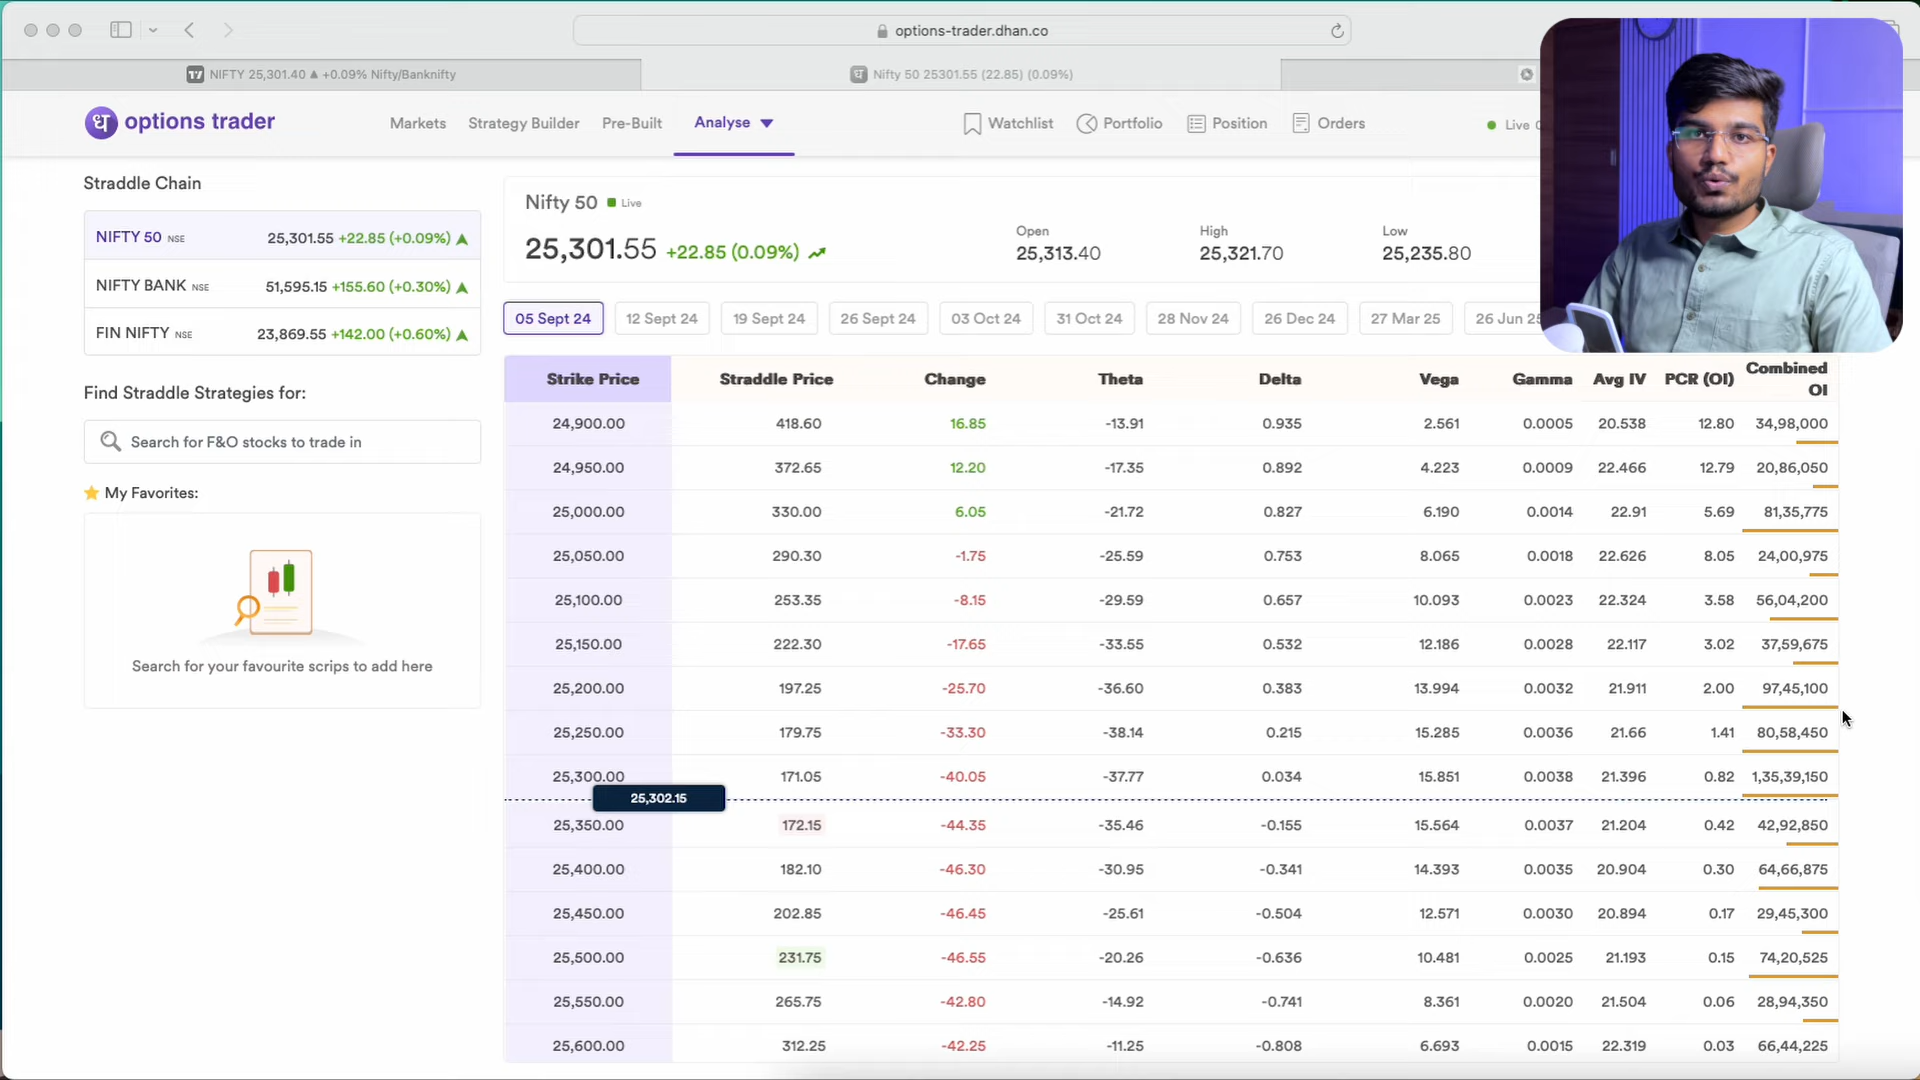 options-trader.dhan.co
NIFTY 25,301.40 ▲ +0.09% Nifty/Banknifty
Nifty 50 25301.55 (22.85) (0.09%)
options trader
Markets
Strategy Builder
Pre-Built
Analyse
Watchlist
Portfolio
Position
Orders
Live
Straddle Chain
NIFTY 50 NSE 25,301.55 +22.85 (+0.09%)
NIFTY BANK NSE 51,595.15 +155.60 (+0.30%)
FIN NIFTY NSE 23,869.55 +142.00 (+0.60%)
Find Straddle Strategies for:
Search for F&O stocks to trade in
My Favorites:
Search for your favourite scrips to add here
Nifty 50 Live
25,301.55 +22.85 (0.09%)
Open
25,313.40
High
25,321.70
Low
25,235.80
05 Sept 24 12 Sept 24 19 Sept 24 26 Sept 24 03 Oct 24 31 Oct 24 28 Nov 24 26 Dec 24 27 Mar 25 26 Jun 25
Strike Price Straddle Price Change Theta Delta Vega Gamma Avg IV PCR (OI) Combined OI
24,900.00 418.60 16.85 -13.91 0.935 2.561 0.0005 20.538 12.80 34,98,000
24,950.00 372.65 12.20 -17.35 0.892 4.223 0.0009 22.466 12.79 20,86,050
25,000.00 330.00 6.05 -21.72 0.827 6.190 0.0014 22.91 5.69 81,35,775
25,050.00 290.30 -1.75 -25.59 0.753 8.065 0.0018 22.626 8.05 24,00,975
25,100.00 253.35 -8.15 -29.59 0.657 10.093 0.0023 22.324 3.58 56,04,200
25,150.00 222.30 -17.65 -33.55 0.532 12.186 0.0028 22.117 3.02 37,59,675
25,200.00 197.25 -25.70 -36.60 0.383 13.994 0.0032 21.911 2.00 97,45,100
25,250.00 179.75 -33.30 -38.14 0.215 15.285 0.0036 21.66 1.41 80,58,450
25,300.00 171.05 -40.05 -37.77 0.034 15.851 0.0038 21.396 0.82 1,35,39,150
25,302.15
25,350.00 172.15 -44.35 -35.46 -0.155 15.564 0.0037 21.204 0.42 42,92,850
25,400.00 182.10 -46.30 -30.95 -0.341 14.393 0.0035 20.904 0.30 64,66,875
25,450.00 202.85 -46.45 -25.61 -0.504 12.571 0.0030 20.894 0.17 29,45,300
25,500.00 231.75 -46.55 -20.26 -0.636 10.481 0.0025 21.193 0.15 74,20,525
25,550.00 265.75 -42.80 -14.92 -0.741 8.361 0.0020 21.504 0.06 28,94,350
25,600.00 312.25 -42.25 -11.25 -0.808 6.693 0.0015 22.319 0.03 66,44,225